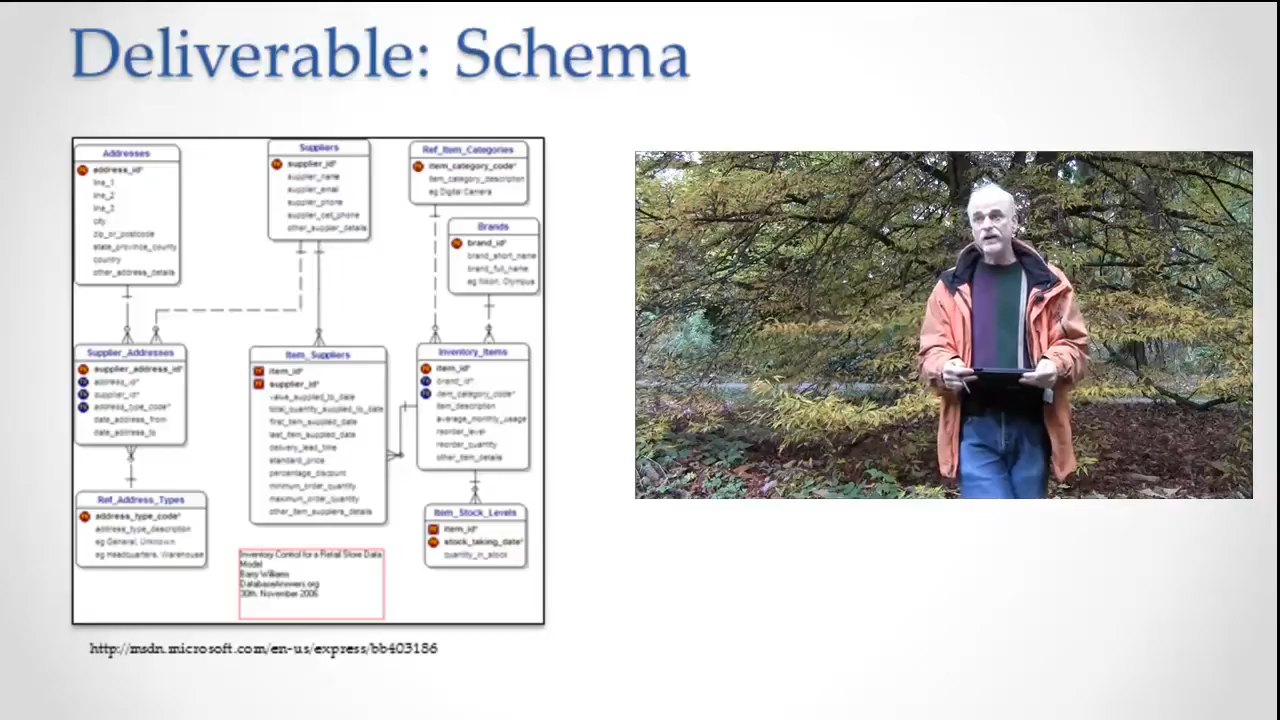 Deliverable: Schema
Addresses
address_id*
line_1
line_2
line_3
city
zip_or_postcode
state_province_county
country
other_address_details
Suppliers
supplier_id*
supplier_name
supplier_email
supplier_phone
supplier_cell_phone
other_supplier_details
Ref_Item_Categories
item_category_code*
item_category_description
eg Digital Camera
Brands
brand_id*
brand_short_name
brand_full_name
eg Nikon, Olympus
Supplier_Addresses
supplier_address_id*
address_id*
supplier_id*
address_type_code*
date_address_from
date_address_to
Item_Suppliers
item_id*
supplier_id*
value_supplied_to_date
total_quantity_supplied_to_date
first_item_supplied_date
last_item_supplied_date
delivery_lead_time
standard_price
percentage_discount
minimum_order_quantity
maximum_order_quantity
other_item_suppliers_details
Inventory_Items
item_id*
brand_id*
item_category_code*
item_description
average_monthly_usage
reorder_level
reorder_quantity
other_item_details
Ref_Address_Types
address_type_code*
address_type_description
eg General, Unknown
eg Headquarters, Warehouse
Item_Stock_Levels
item_id*
stock_taking_date*
quantity_in_stock
Inventory Control for a Retail Store Data
Model
Barry Williams
DatabaseAnswers.org
30th. November 2006
http://msdn.microsoft.com/en-us/express/bb403186